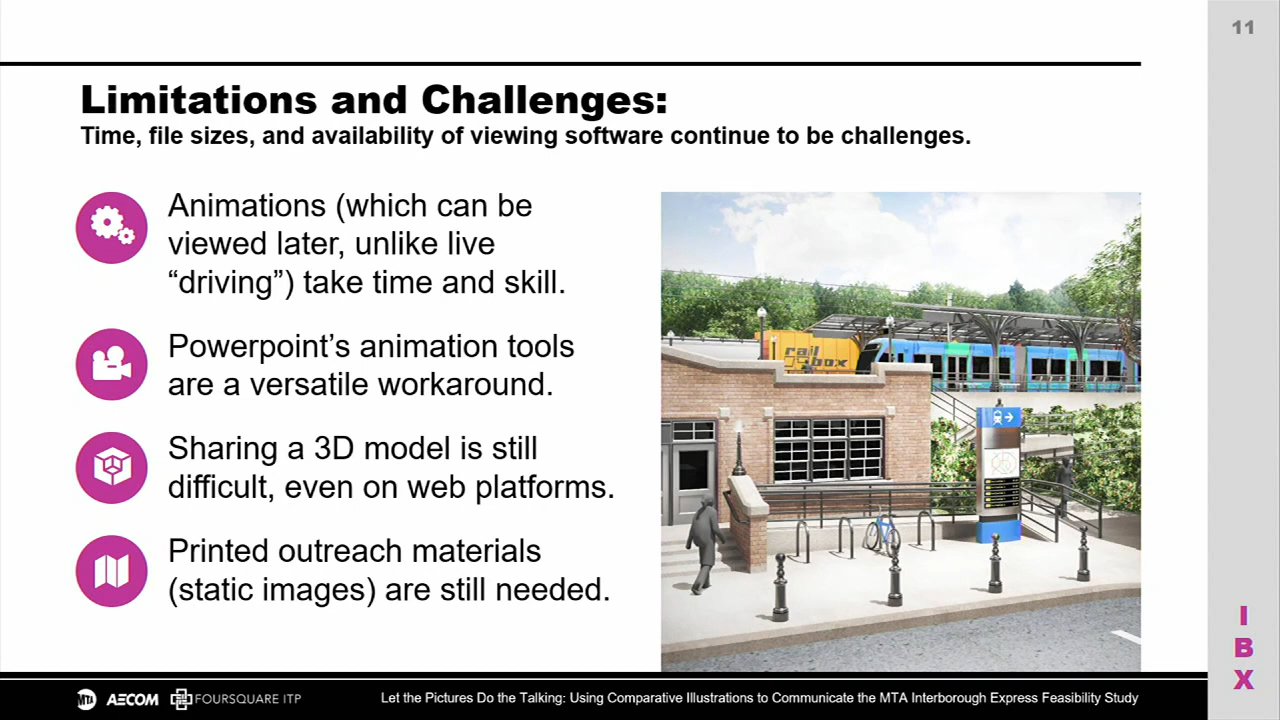 11
Limitations and Challenges:
Time, file sizes, and availability of viewing software continue to be challenges.
Animations (which can be
viewed later, unlike live
“driving”) take time and skill.
Powerpoint’s animation tools
are a versatile workaround.
Sharing a 3D model is still
difficult, even on web platforms.
Printed outreach materials
(static images) are still needed.
rail
box
I
B
X
MTA
AECOM
FOURSQUARE ITP
Let the Pictures Do the Talking: Using Comparative Illustrations to Communicate the MTA Interborough Express Feasibility Study